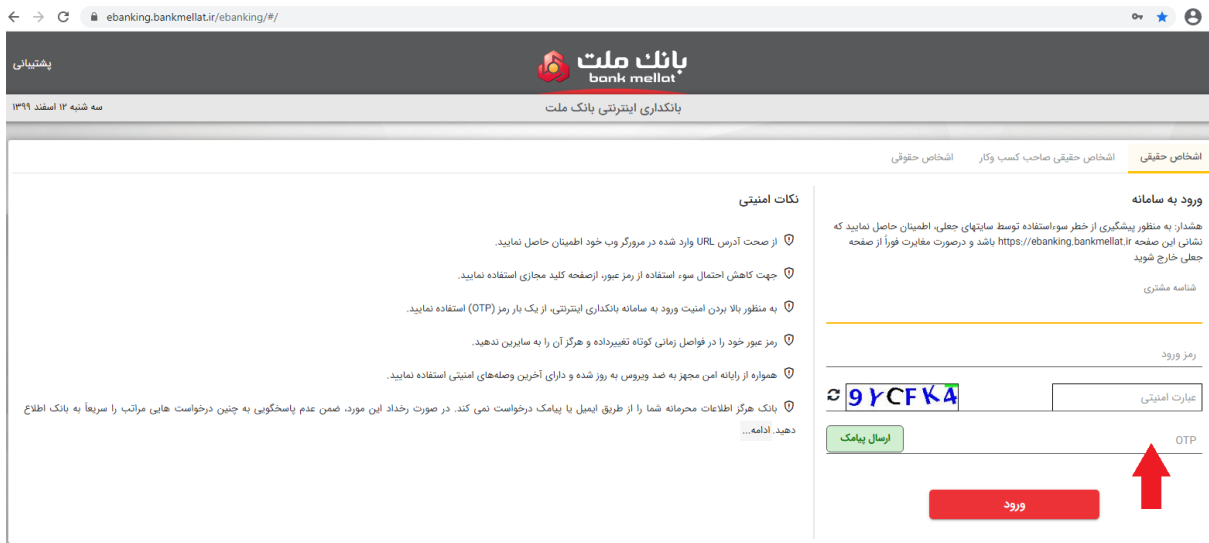 ebanking.bankmellat.ir/ebanking/#/
بانک ملت
bank mellat
پشتیبانی
بانکداری اینترنتی بانک ملت
سه شنبه ۱۲ اسفند ۱۳۹۹
اشخاص حقیقی
اشخاص حقیقی صاحب کسب وکار
اشخاص حقوقی
ورود به سامانه
هشدار: به منظور پیشگیری از خطر سوءاستفاده توسط سایتهای جعلی، اطمینان حاصل نمایید که
نشانی این صفحه https://ebanking.bankmellat.ir باشد و درصورت مغایرت فوراً از صفحه
جعلی خارج شوید
شناسه مشتری
رمز ورود
عبارت امنیتی
9YCFK4
OTP
ارسال پیامک
ورود
نکات امنیتی
از صحت آدرس URL وارد شده در مرورگر وب خود اطمینان حاصل نمایید.
جهت کاهش احتمال سوء استفاده از رمز عبور، ازصفحه کلید مجازی استفاده نمایید.
به منظور بالا بردن امنیت ورود به سامانه بانکداری اینترنتی، از یک بار رمز (OTP) استفاده نمایید.
رمز عبور خود را در فواصل زمانی کوتاه تغییرداده و هرگز آن را به سایرین ندهید.
همواره از رایانه امن مجهز به ضد ویروس به روز شده و دارای آخرین وصله‌های امنیتی استفاده نمایید.
بانک هرگز اطلاعات محرمانه شما را از طریق ایمیل یا پیامک درخواست نمی کند. در صورت رخداد این مورد، ضمن عدم پاسخگویی به چنین درخواست هایی مراتب را سریعاً به بانک اطلاع
دهید. ادامه...